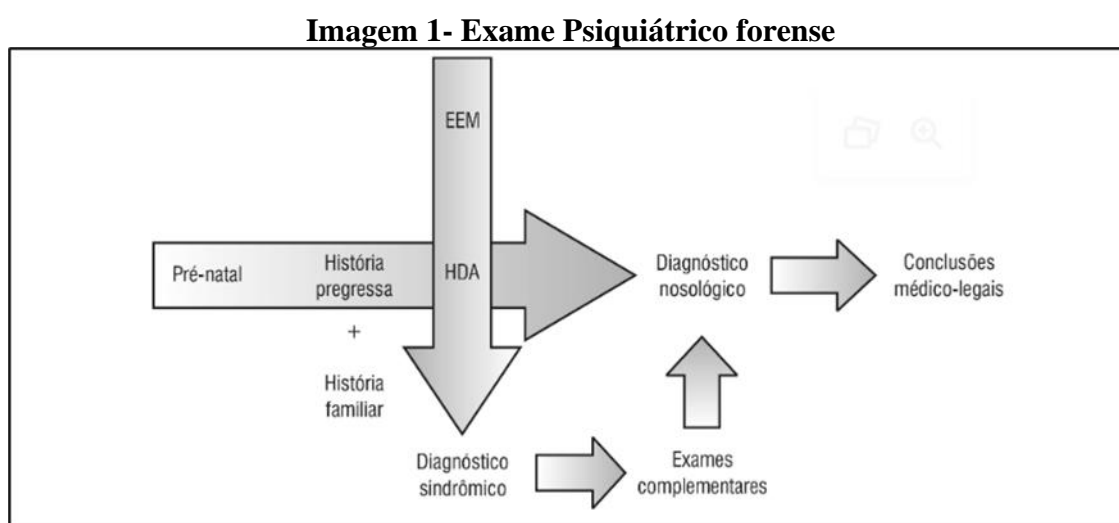 Imagem 1- Exame Psiquiátrico forense
EEM
Pré-natal
História
pregressa
HDA
+
História
familiar
Diagnóstico
sindrômico
Exames
complementares
Diagnóstico
nosológico
Conclusões
médico-legais